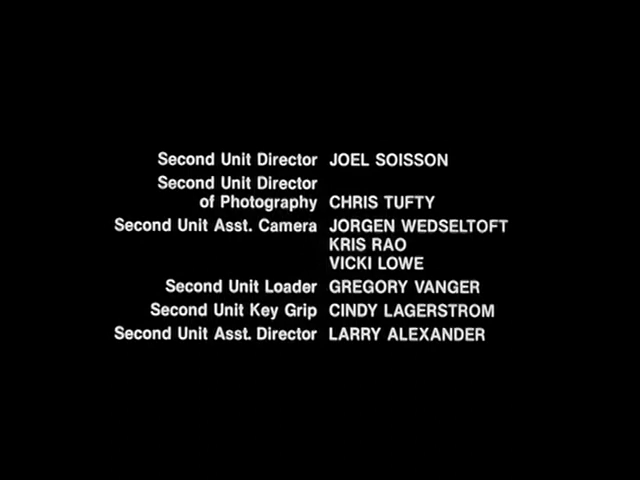 Second Unit Director JOEL SOISSON
Second Unit Director
of Photography CHRIS TUFTY
Second Unit Asst. Camera JORGEN WEDSELTOFT
KRIS RAO
VICKI LOWE
Second Unit Loader GREGORY VANGER
Second Unit Key Grip CINDY LAGERSTROM
Second Unit Asst. Director LARRY ALEXANDER